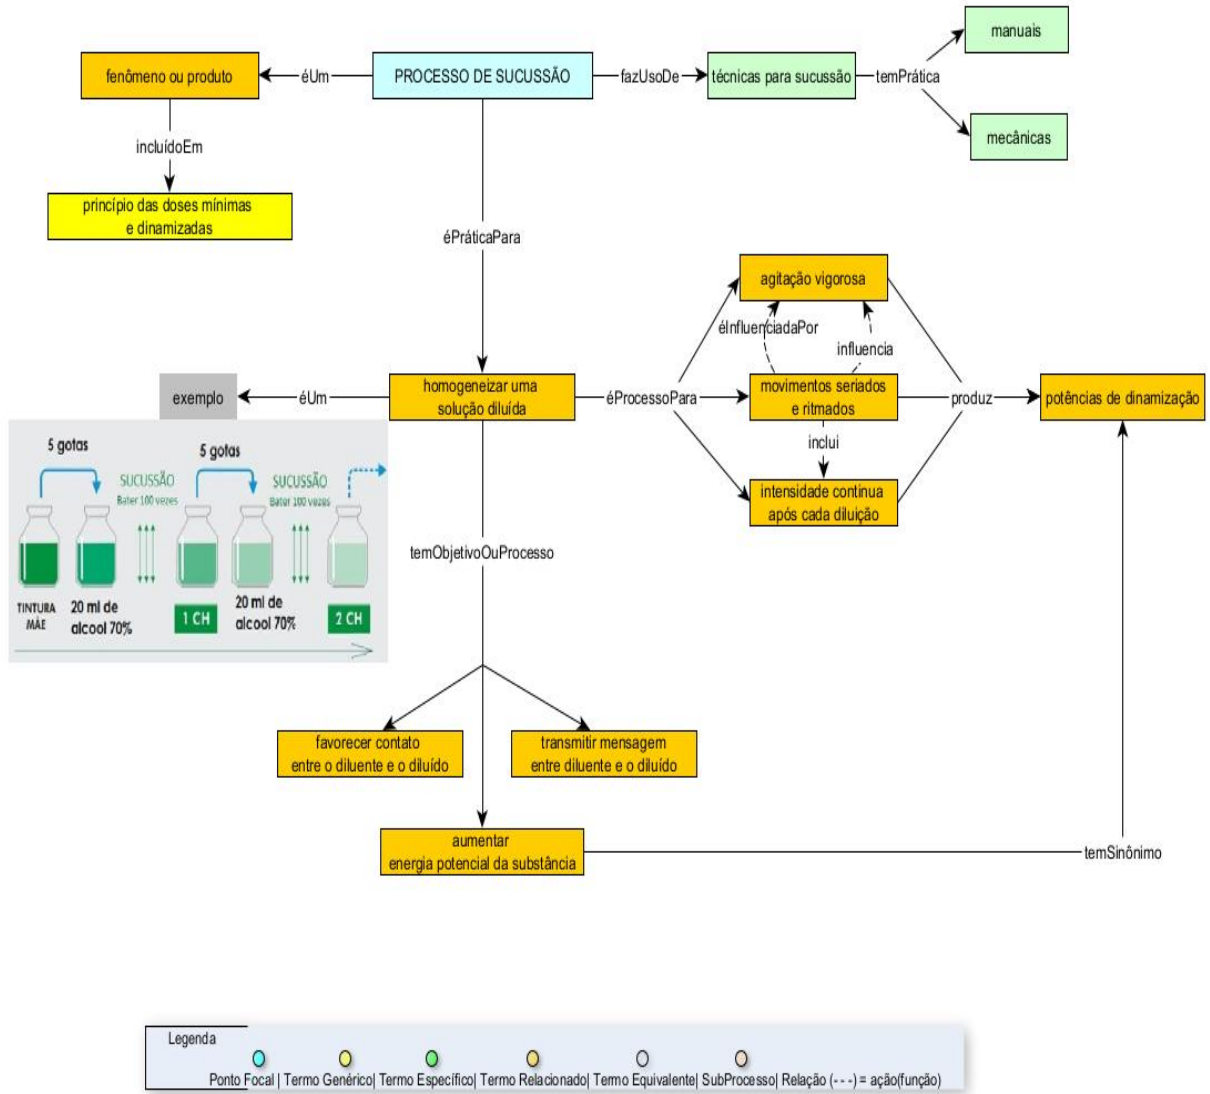 manuais
fenômeno ou produto
éUm
PROCESSO DE SUCUSSÃO
fazUsoDe
técnicas para sucussão
temPrática
mecânicas
incluídoEm
princípio das doses mínimas
e dinamizadas
éPráticaPara
agitação vigorosa
éInfluenciadaPor
influencia
exemplo
éUm
homogeneizar uma
solução diluída
éProcessoPara
movimentos seriados
e ritmados
produz
potências de dinamização
inclui
intensidade contínua
após cada diluição
5 gotas
5 gotas
SUCUSSÃO
Bater 100 vezes
SUCUSSÃO
Bater 100 vezes
TINTURA
MÃE
20 ml de
alcool 70%
1 CH
20 ml de
alcool 70%
2 CH
temObjetivoOuProcesso
favorecer contato
entre o diluente e o diluído
transmitir mensagem
entre diluente e o diluído
aumentar
energia potencial da substância
temSinônimo
Legenda
Ponto Focal | Termo Genérico| Termo Específico| Termo Relacionado| Termo Equivalente| SubProcesso| Relação (- - -) = ação(função)